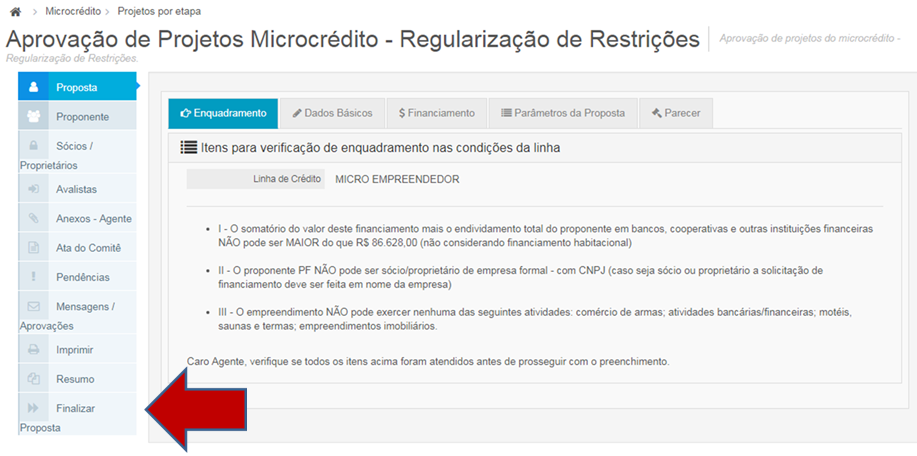 Microcrédito Projetos por etapa
Aprovação de Projetos Microcrédito - Regularização de Restrições
Aprovação de projetos do microcrédito -
Regularização de Restrições.
Proposta
Proponente
Sócios /
Proprietários
Avalistas
Anexos - Agente
Ata do Comitê
Pendências
Mensagens /
Aprovações
Imprimir
Resumo
Finalizar
Proposta
Enquadramento
Dados Básicos
$ Financiamento
Parâmetros da Proposta
Parecer
Itens para verificação de enquadramento nas condições da linha
Linha de Crédito MICRO EMPREENDEDOR
• I - O somatório do valor deste financiamento mais o endividamento total do proponente em bancos, cooperativas e outras instituições financeiras
NÃO pode ser MAIOR do que R$ 86.628,00 (não considerando financiamento habitacional)
• II - O proponente PF NÃO pode ser sócio/proprietário de empresa formal - com CNPJ (caso seja sócio ou proprietário a solicitação de
financiamento deve ser feita em nome da empresa)
• III - O empreendimento NÃO pode exercer nenhuma das seguintes atividades: comércio de armas; atividades bancárias/financeiras; motéis,
saunas e termas; empreendimentos imobiliários.
Caro Agente, verifique se todos os itens acima foram atendidos antes de prosseguir com o preenchimento.